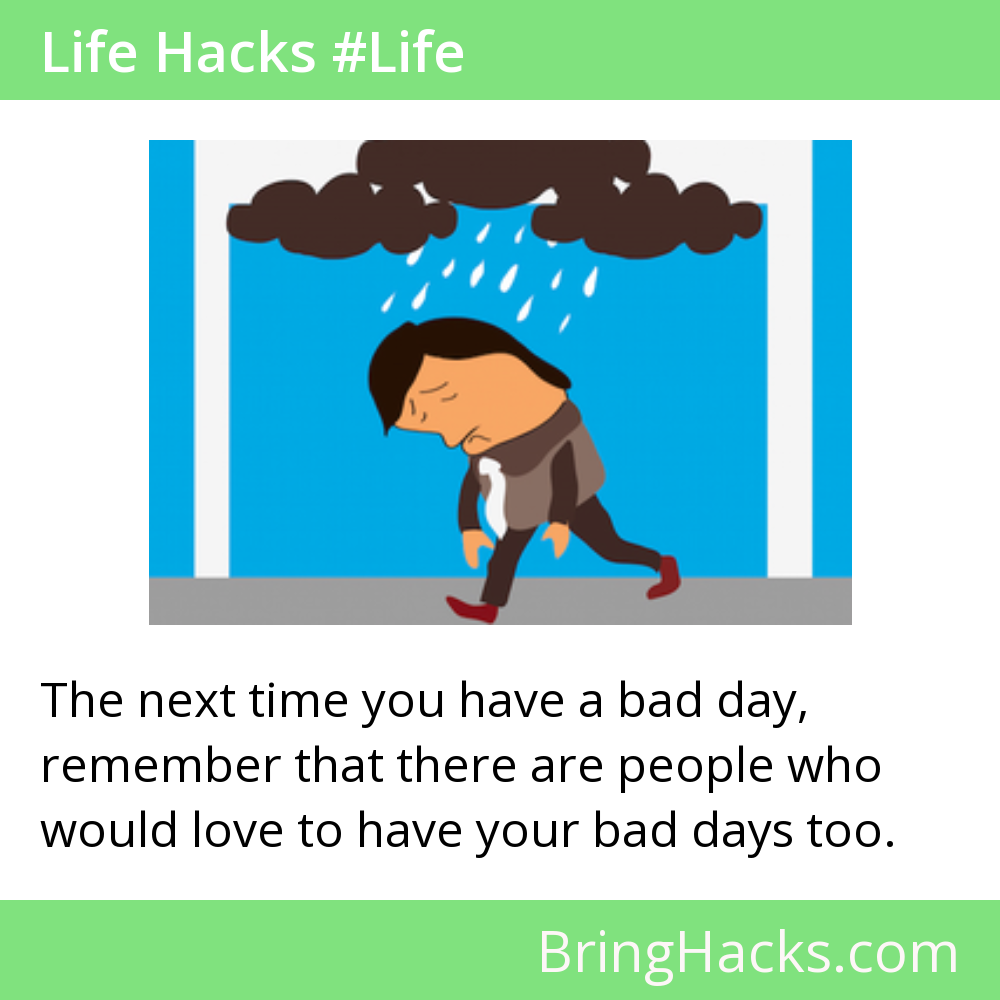 Life Hacks #Life
The next time you have a bad day,
remember that there are people who
would love to have your bad days too.
BringHacks.com